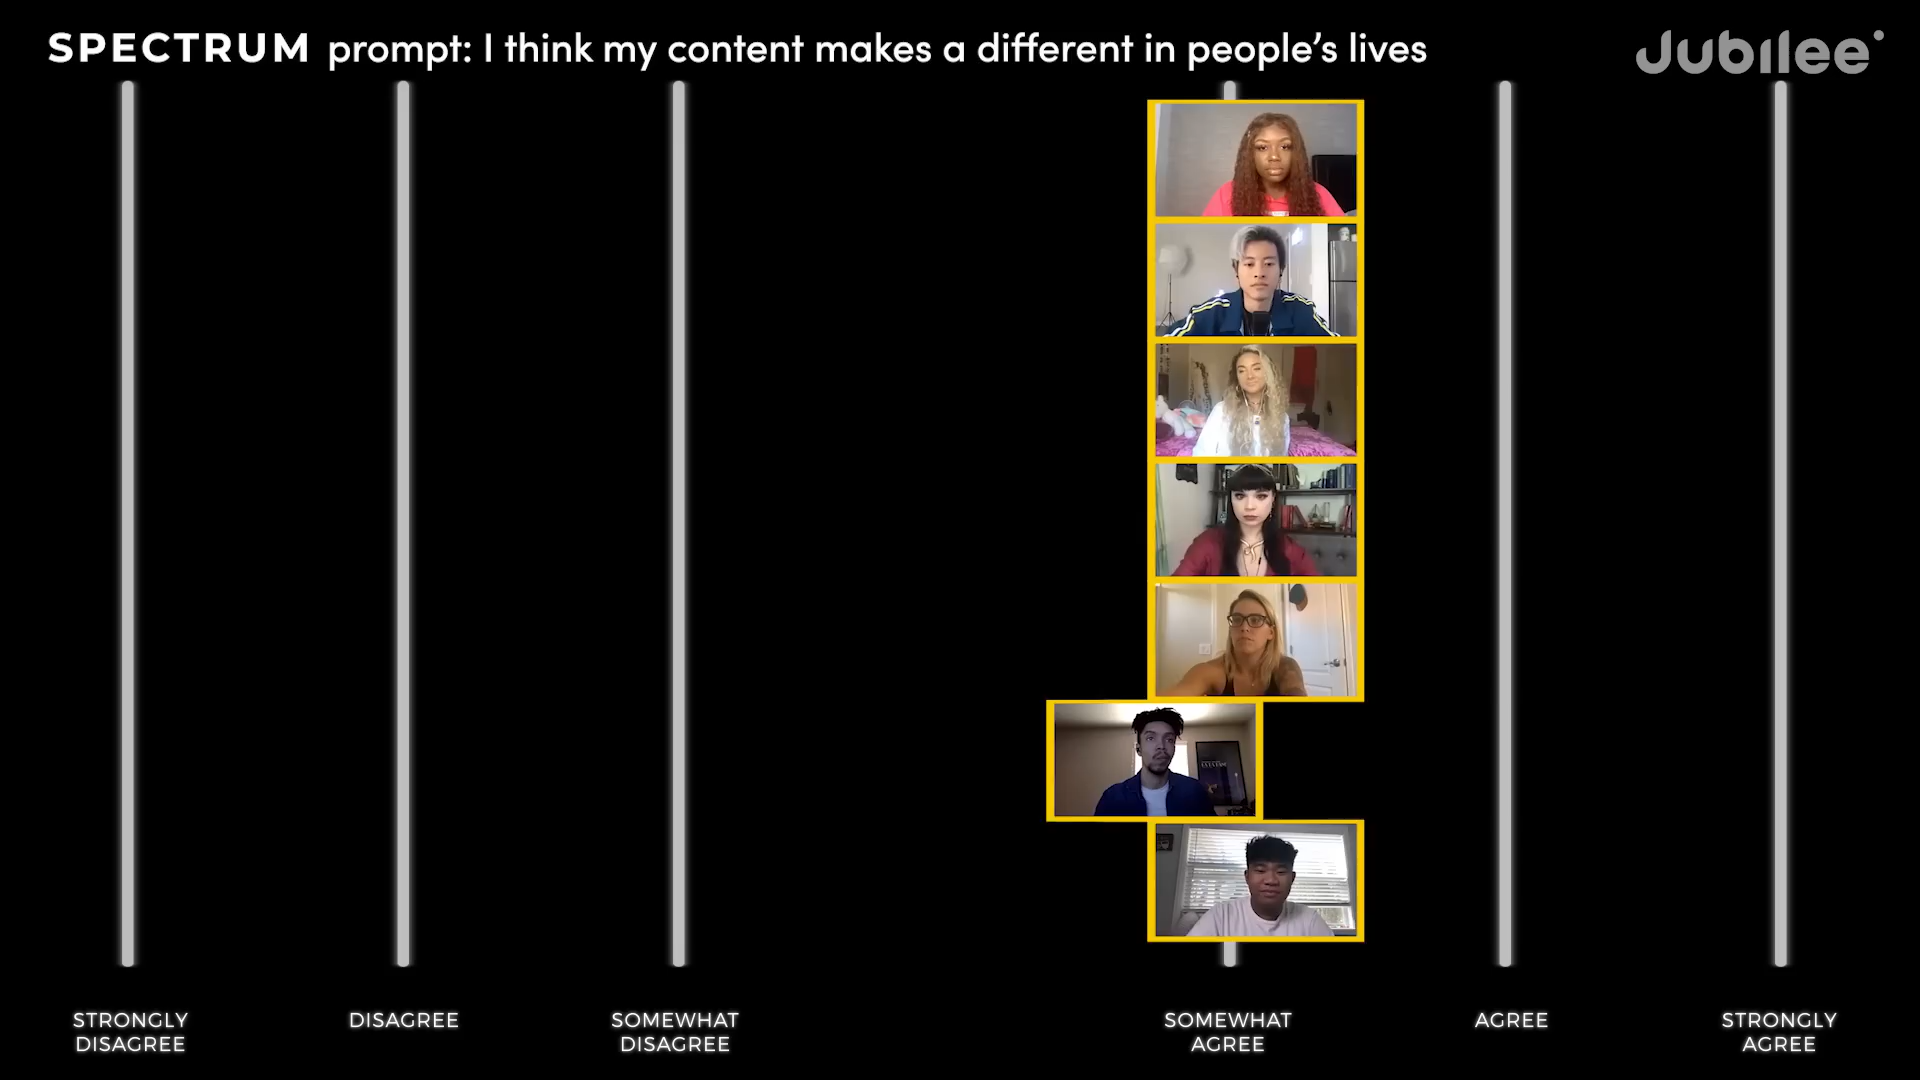 SPECTRUM prompt: I think my content makes a different in people's lives
Jubilee
STRONGLY
DISAGREE
DISAGREE
SOMEWHAT
DISAGREE
SOMEWHAT
AGREE
AGREE
STRONGLY
AGREE